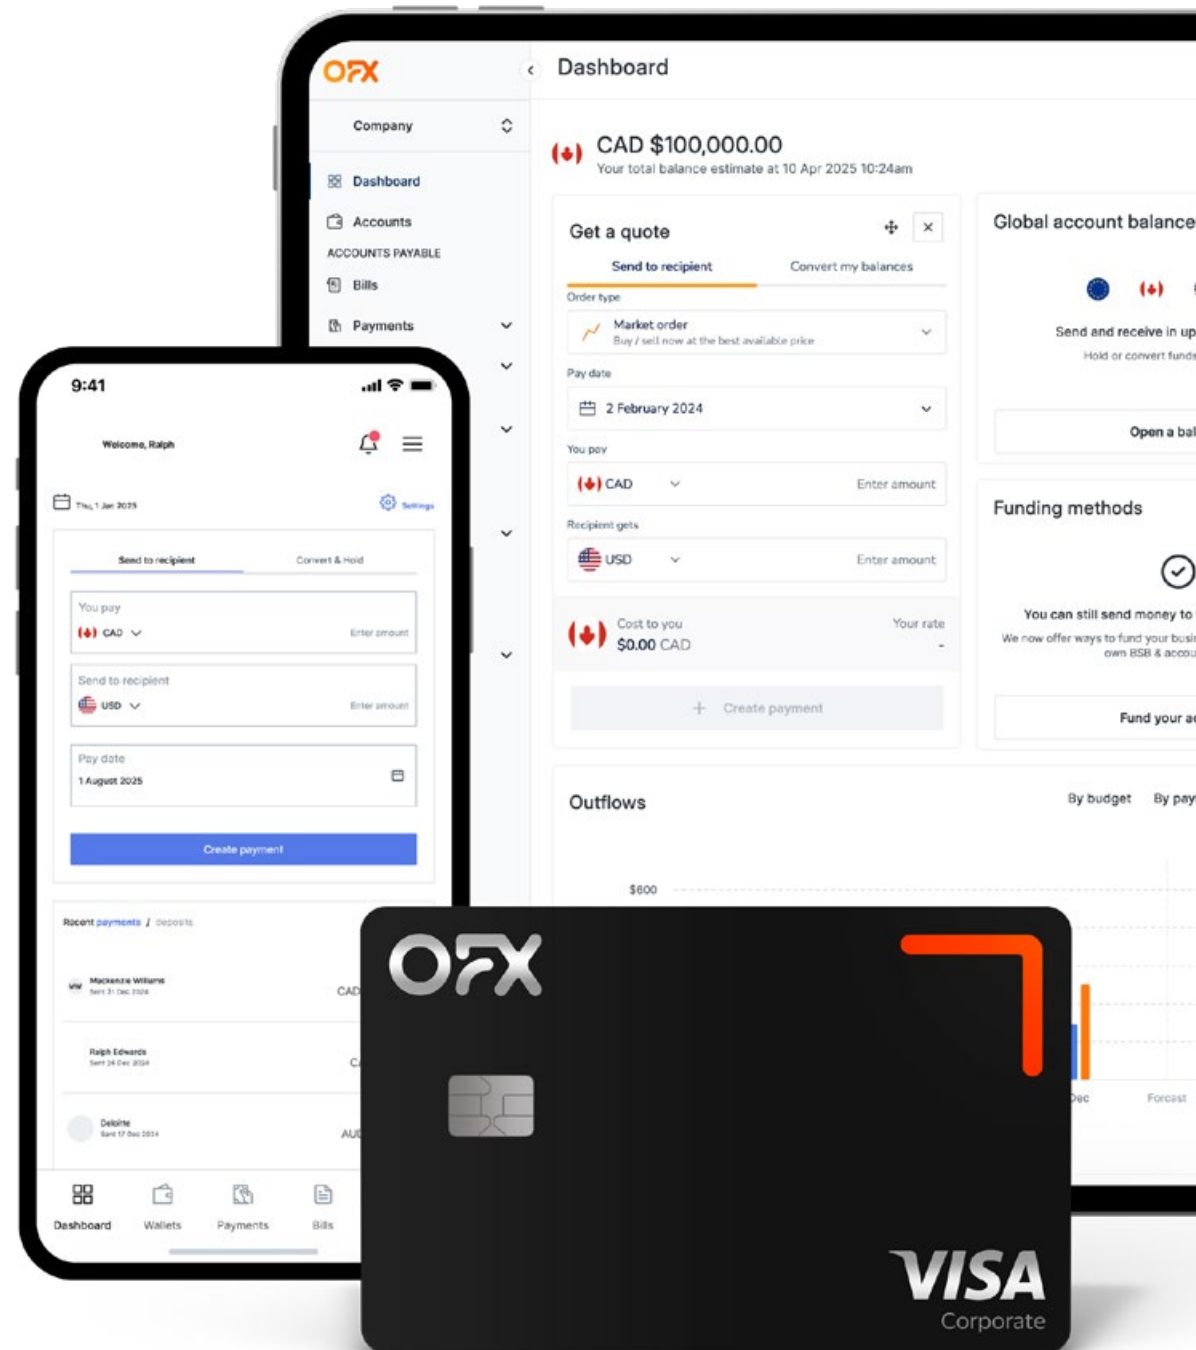 OFX
Dashboard
Company
CAD $100,000.00
Your total balance estimate at 10 Apr 2025 10:24am
Dashboard
Accounts
ACCOUNTS PAYABLE
Bills
Payments
Get a quote
Send to recipient
Convert my balances
Order type
Market order
Buy / sell now at the best available price
Pay date
2 February 2024
You pay
CAD
Enter amount
Recipient gets
USD
Enter amount
Cost to you
Your rate
$0.00 CAD
-
+ Create payment
Global account balance
Send and receive in up
Hold or convert funds
Open a bal
Funding methods
You can still send money to
We now offer ways to fund your busi
own BSB & accou
Fund your a
Outflows
By budget
By pay
$600
Dec
Forcast
9:41
Welcome, Ralph
Thu, 1 Jan 2025
Settings
Send to recipient
Convert & Hold
You pay
CAD
Enter amount
Send to recipient
USD
Enter amount
Pay date
1 August 2025
Create payment
Recent payments / deposits
MW
Mackenzie Williams
Sent 31 Dec 2024
CAD
Ralph Edwards
Sent 24 Dec 2024
CA
Deloitte
Sent 17 Dec 2024
AUD
Dashboard
Wallets
Payments
Bills
OFX
VISA
Corporate